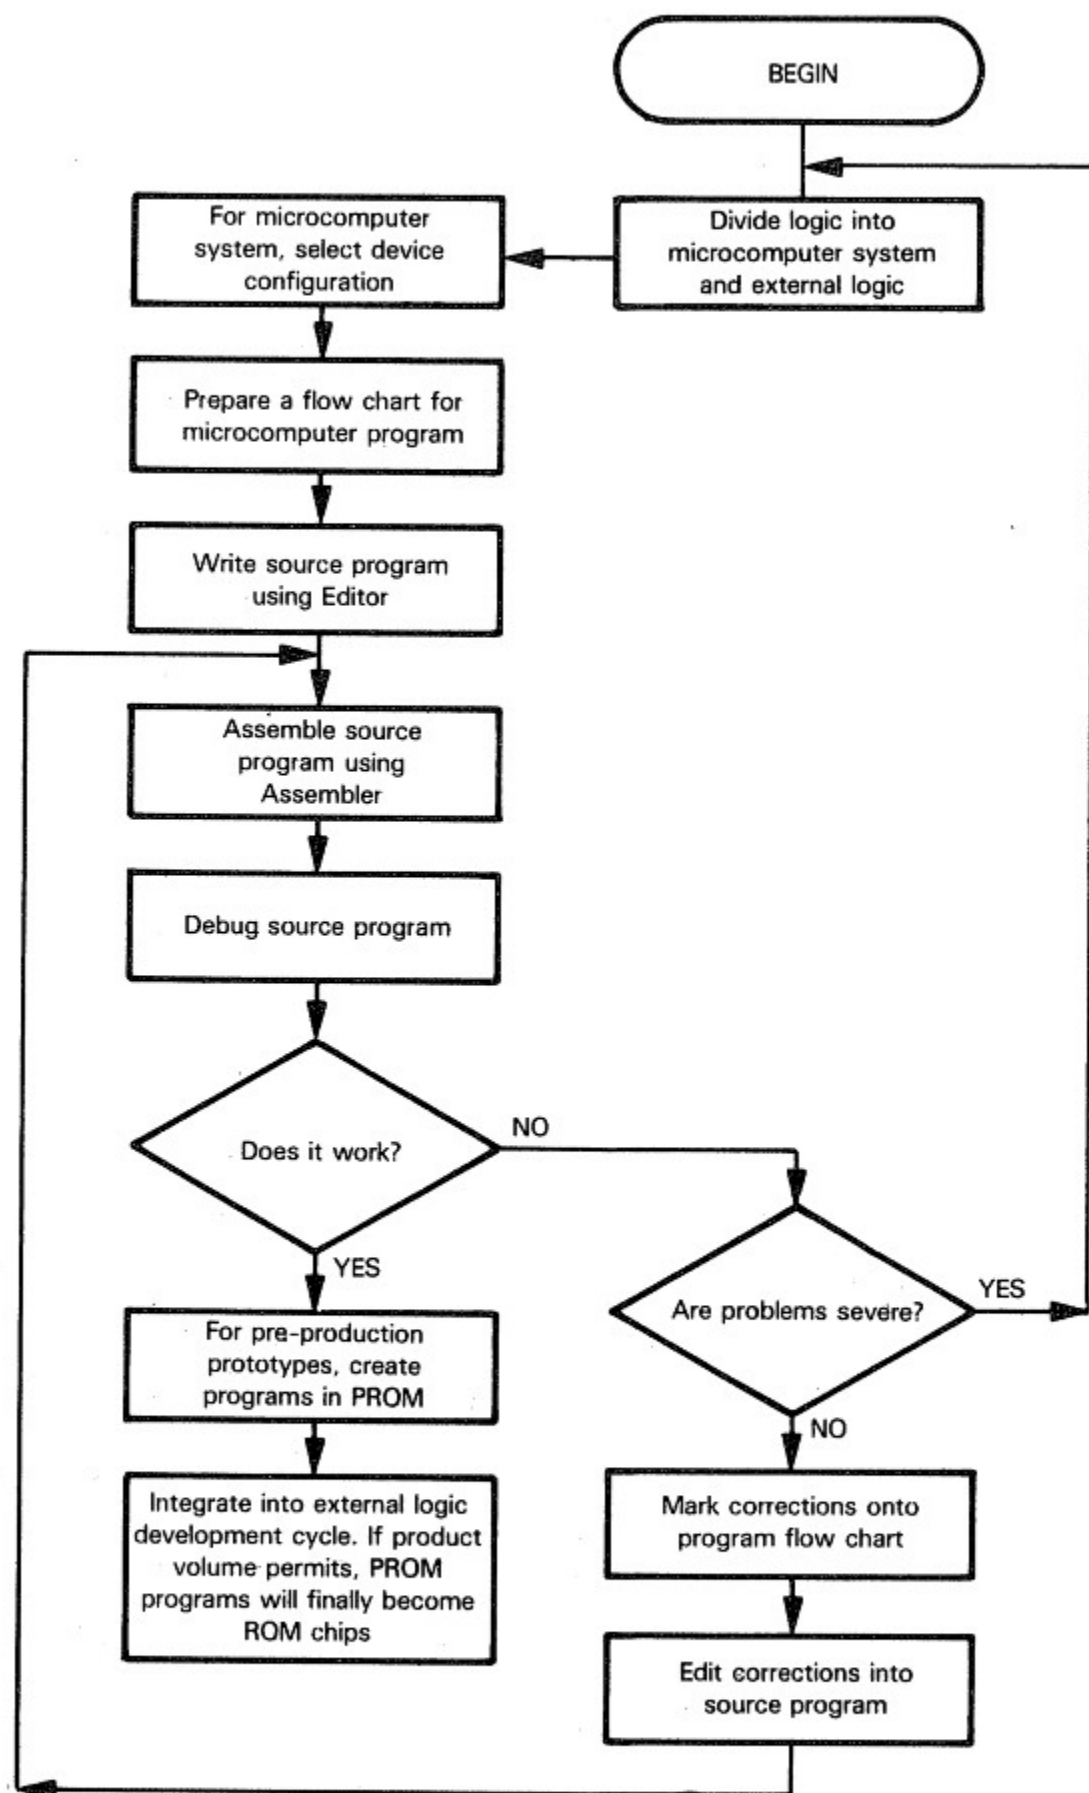 BEGIN
Divide logic into
microcomputer system
and external logic
For microcomputer
system, select device
configuration
Prepare a flow chart for
microcomputer program
Write source program
using Editor
Assemble source
program using
Assembler
Debug source program
Does it work?
NO
YES
Are problems severe?
YES
NO
For pre-production
prototypes, create
programs in PROM
Integrate into external logic
development cycle. If product
volume permits, PROM
programs will finally become
ROM chips
Mark corrections onto
program flow chart
Edit corrections into
source program